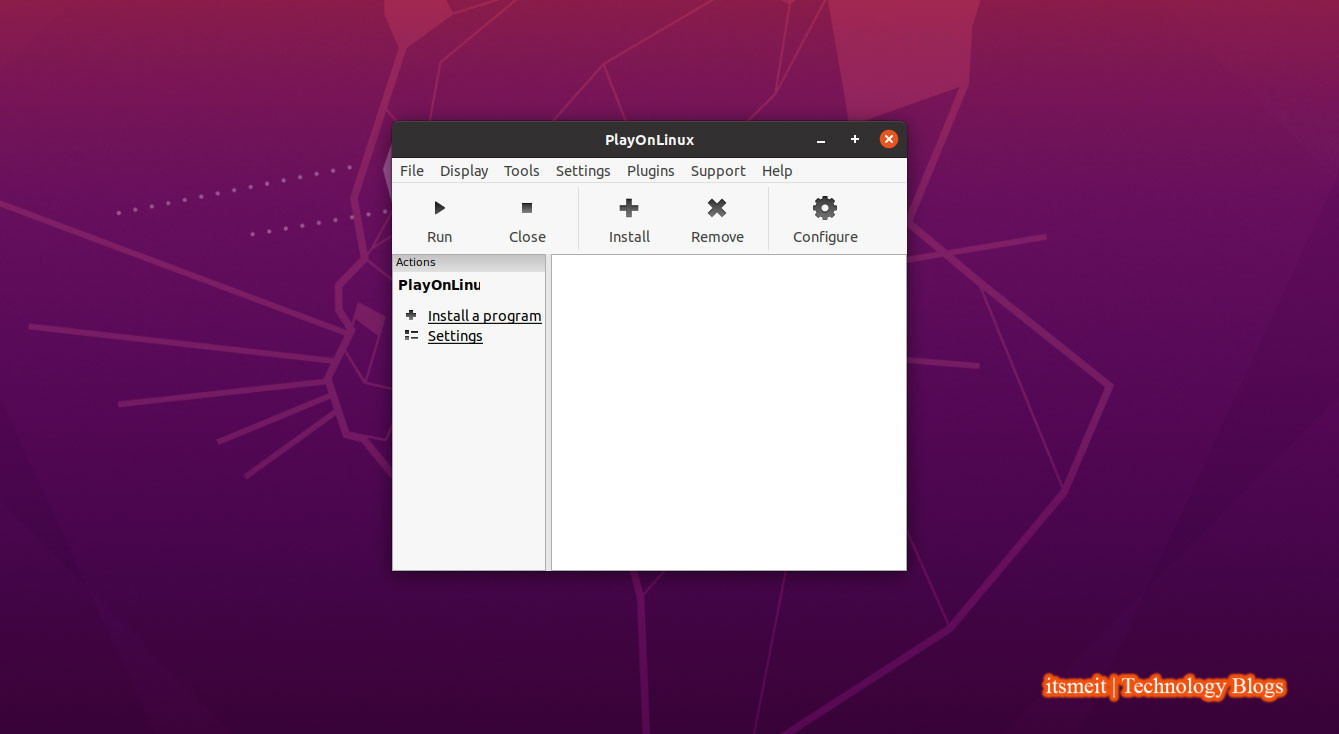 PlayOnLinux
File Display Tools Settings Plugins Support Help
Run Close Install Remove Configure
Actions
PlayOnLinu
Install a program
Settings
itsmeit | Technology Blogs